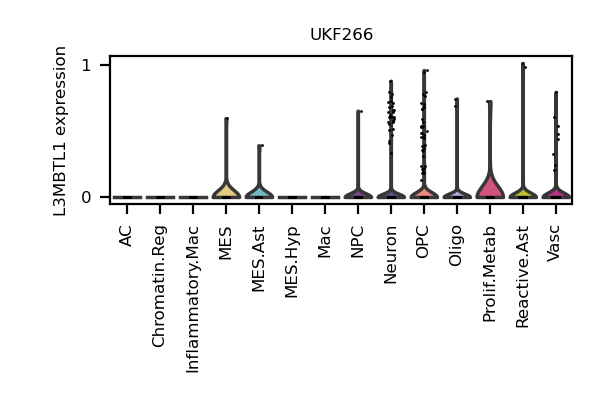 UKF266
L3MBTL1 expression
1
0
AC
Chromatin.Reg
Inflammatory.Mac
MES
MES.Ast
MES.Hyp
Mac
NPC
Neuron
OPC
Oligo
Prolif.Metab
Reactive.Ast
Vasc